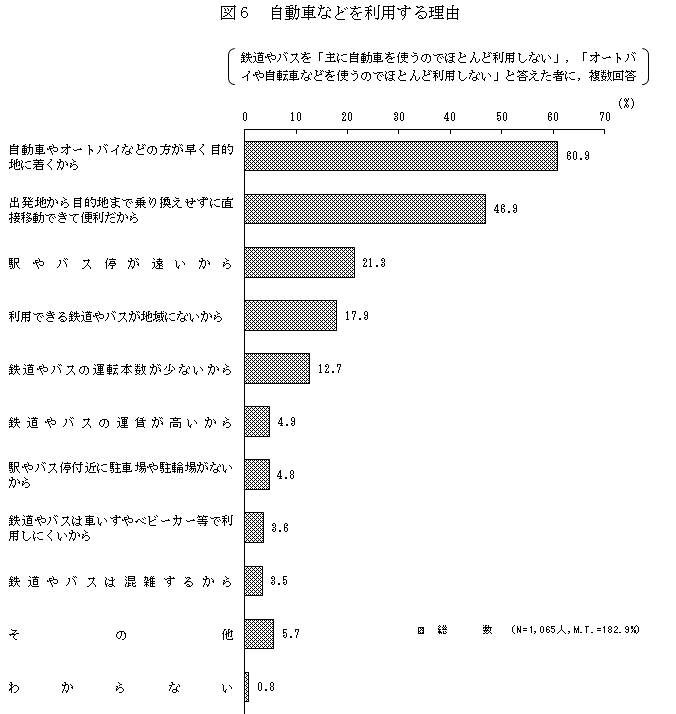 図６　自動車などを利用する理由
鉄道やバスを「主に自動車を使うのでほとんど利用しない」，「オートバ
イや自転車などを使うのでほとんど利用しない」と答えた者に，複数回答
(%)
0 10 20 30 40 50 60 70
自動車やオートバイなどの方が早く目的
地に着くから
60.9
出発地から目的地まで乗り換えせずに直
接移動できて便利だから
46.9
駅やバス停が遠いから
21.3
利用できる鉄道やバスが地域にないから
17.9
鉄道やバスの運転本数が少ないから
12.7
鉄道やバスの運賃が高いから
4.9
駅やバス停付近に駐車場や駐輪場がない
から
4.8
鉄道やバスは車いすやベビーカー等で利
用しにくいから
3.6
鉄道やバスは混雑するから
3.5
その他
5.7
総　数　(N=1,065人,M.T.=182.9%)
わからない
0.8